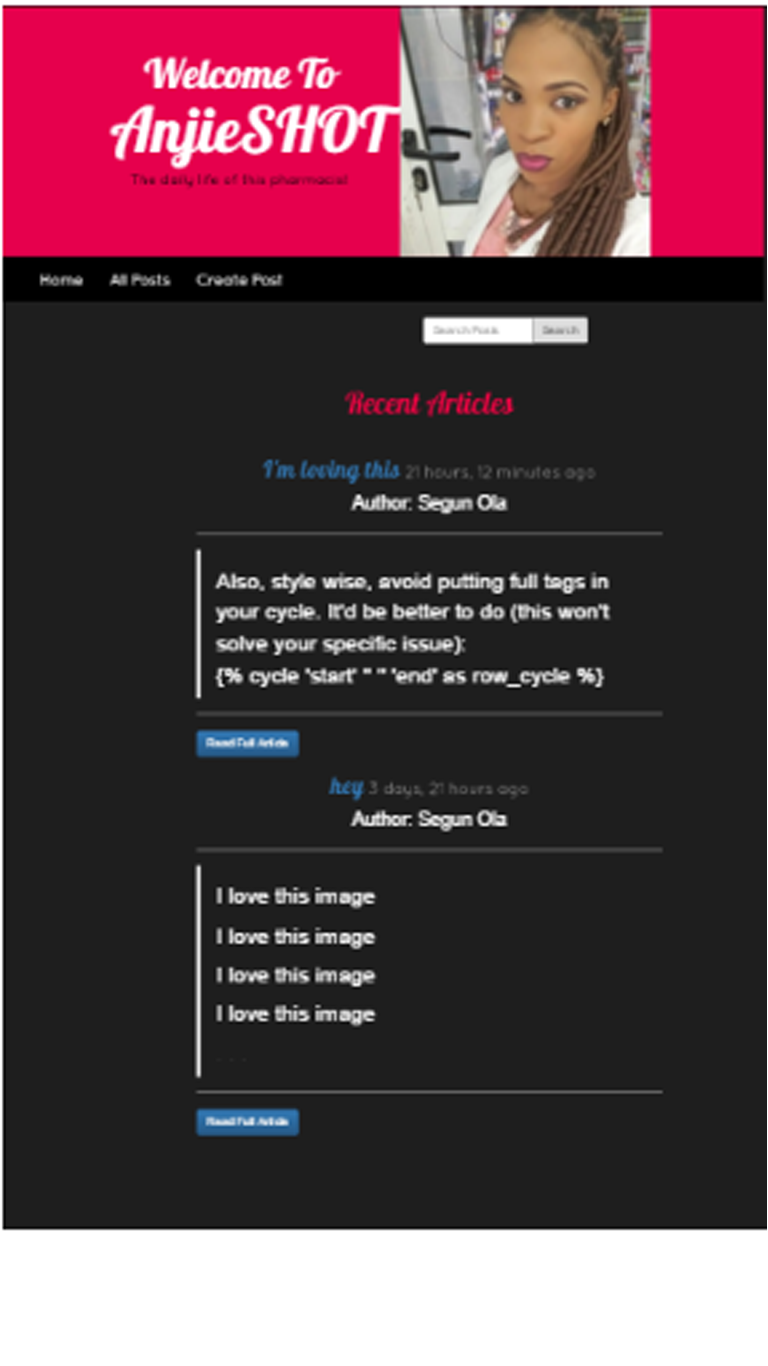 Welcome To
AnjieSHOT
The daily life of this pharmacist
Home All Posts Create Post
Search Posts Search
Recent Articles
I'm loving this 21 hours, 12 minutes ago
Author: Segun Ola
Also, style wise, avoid putting full tags in
your cycle. It'd be better to do (this won't
solve your specific issue):
{% cycle 'start' '' '' 'end' as row_cycle %}
Read Full Article
hey 3 days, 21 hours ago
Author: Segun Ola
I love this image
I love this image
I love this image
I love this image
. . .
Read Full Article